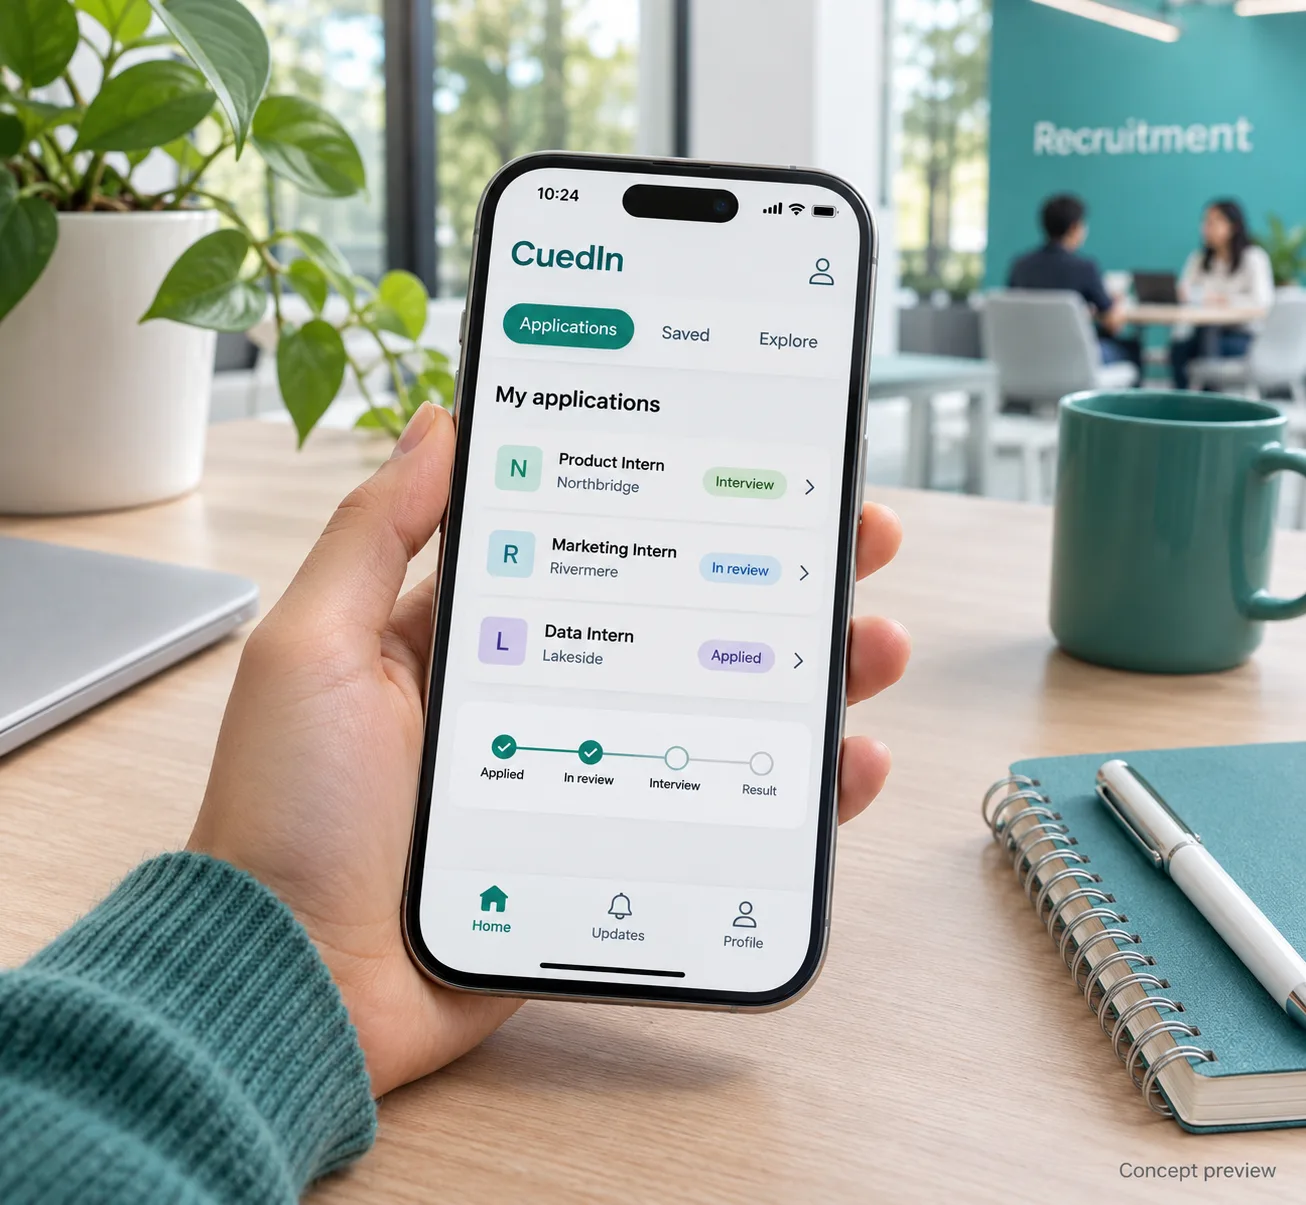 Recruitment
10:24
CuedIn
Applications
Saved
Explore
My applications
N
Product Intern
Northbridge
Interview
R
Marketing Intern
Rivermere
In review
L
Data Intern
Lakeside
Applied
Applied
In review
Interview
Result
Home
Updates
Profile
Concept preview